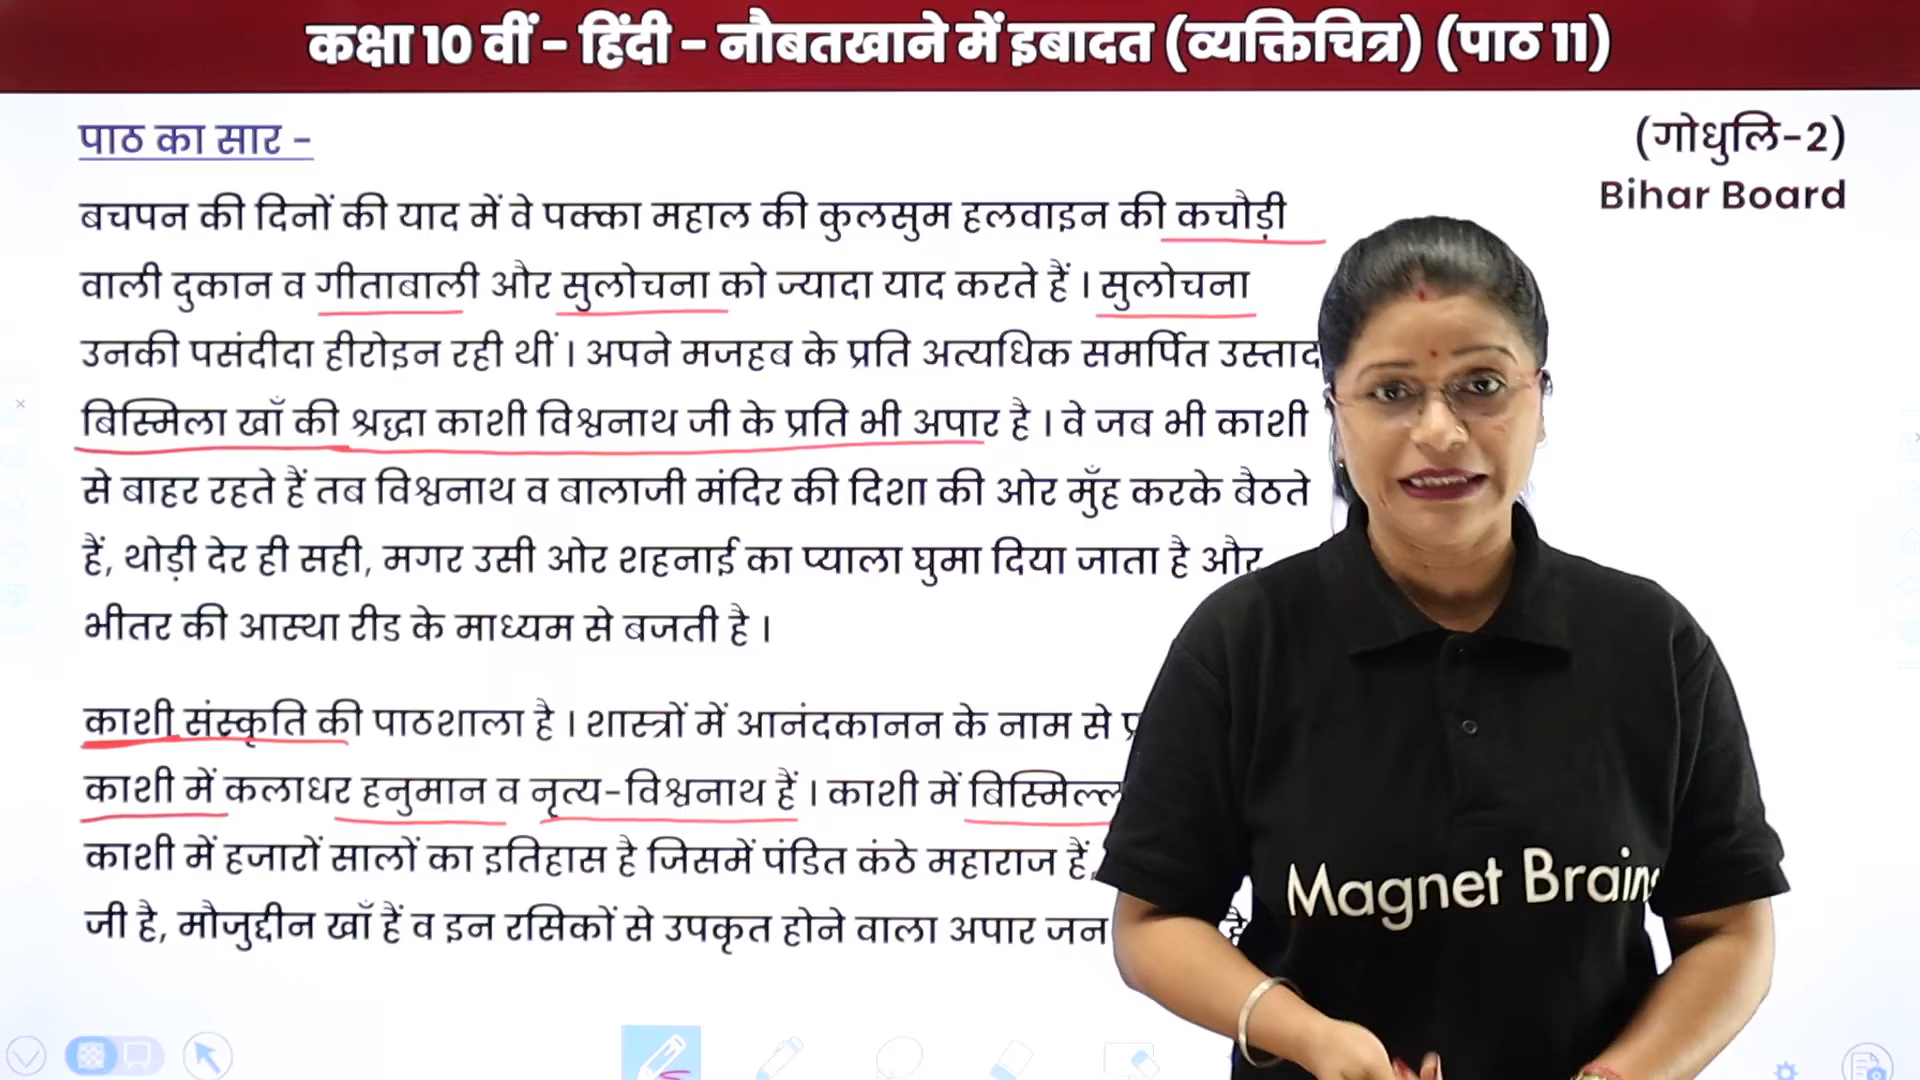 कक्षा 10 वीं - हिंदी - नौबतखाने में इबादत (व्यक्तिचित्र) (पाठ 11)
(गोधुलि-2)
Bihar Board
पाठ का सार -
बचपन की दिनों की याद में वे पक्का महाल की कुलसुम हलवाइन की कचौड़ी
वाली दुकान व गीताबाली और सुलोचना को ज्यादा याद करते हैं । सुलोचना
उनकी पसंदीदा हीरोइन रही थीं । अपने मजहब के प्रति अत्यधिक समर्पित उस्ताद
बिस्मिला खाँ की श्रद्धा काशी विश्वनाथ जी के प्रति भी अपार है । वे जब भी काशी
से बाहर रहते हैं तब विश्वनाथ व बालाजी मंदिर की दिशा की ओर मुँह करके बैठते
हैं, थोड़ी देर ही सही, मगर उसी ओर शहनाई का प्याला घुमा दिया जाता है और
भीतर की आस्था रीड के माध्यम से बजती है ।
काशी संस्कृति की पाठशाला है । शास्त्रों में आनंदकानन के नाम से
काशी में कलाधर हनुमान व नृत्य-विश्वनाथ हैं । काशी में
काशी में हजारों सालों का इतिहास है जिसमें पंडित कंठे महाराज हैं,
जी है, मौजुद्दीन खाँ हैं व इन रसिकों से उपकृत होने वाला अपार जन
Magnet Brains